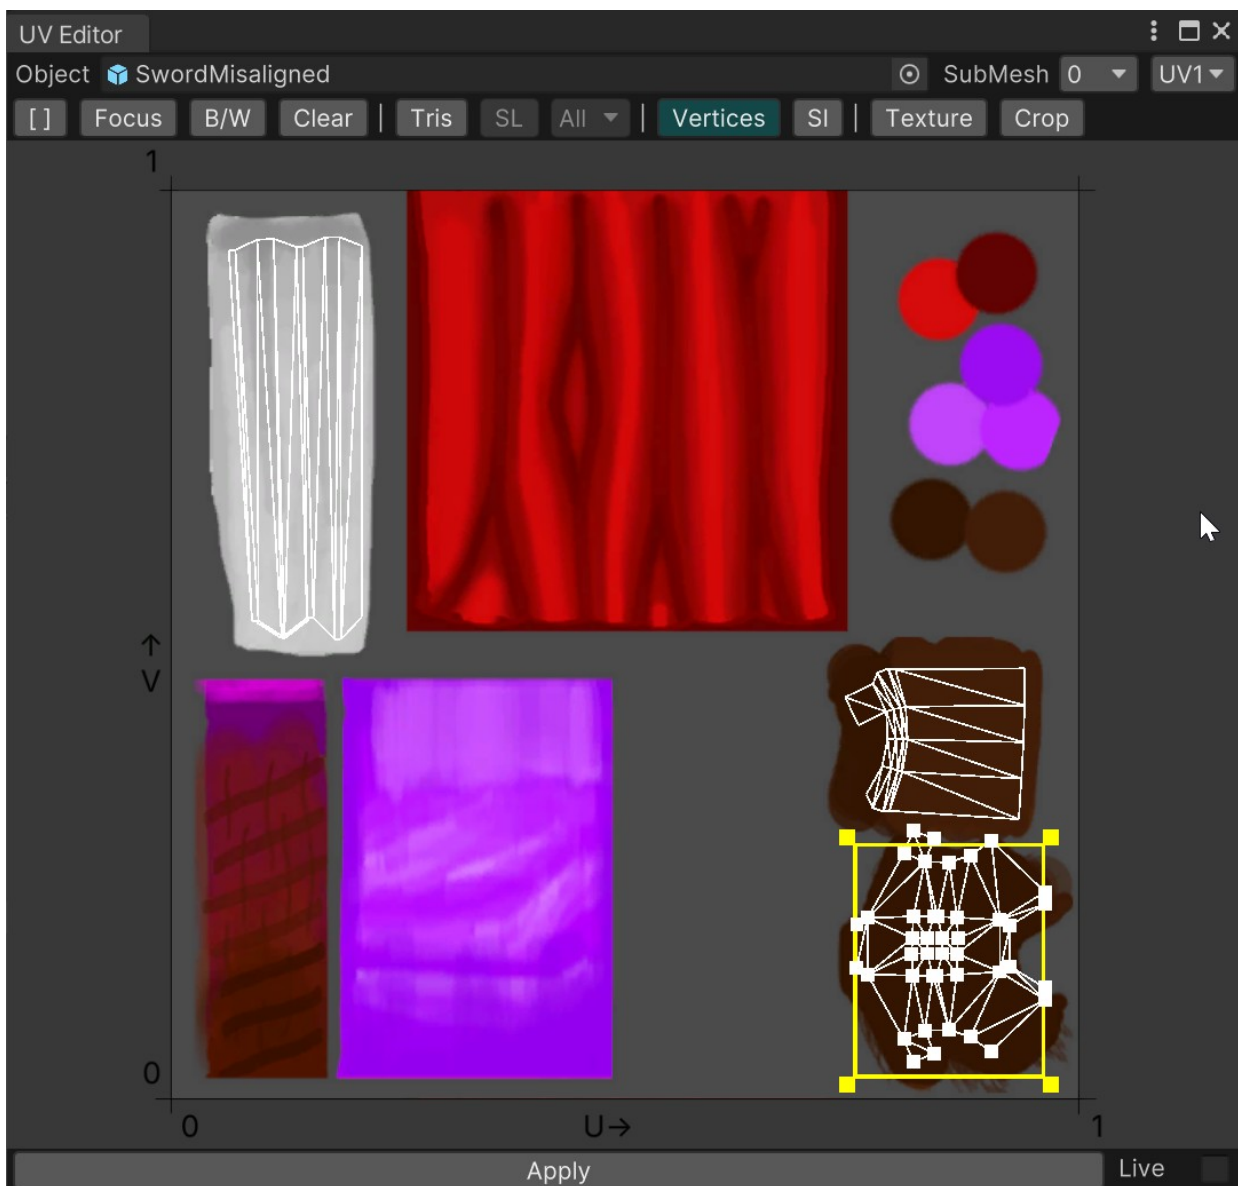 UV Editor
Object SwordMisaligned SubMesh 0 UV1
[ ] Focus B/W Clear | Tris SL All | Vertices SI | Texture Crop
1
↑
V
0
0 U→ 1
Apply Live